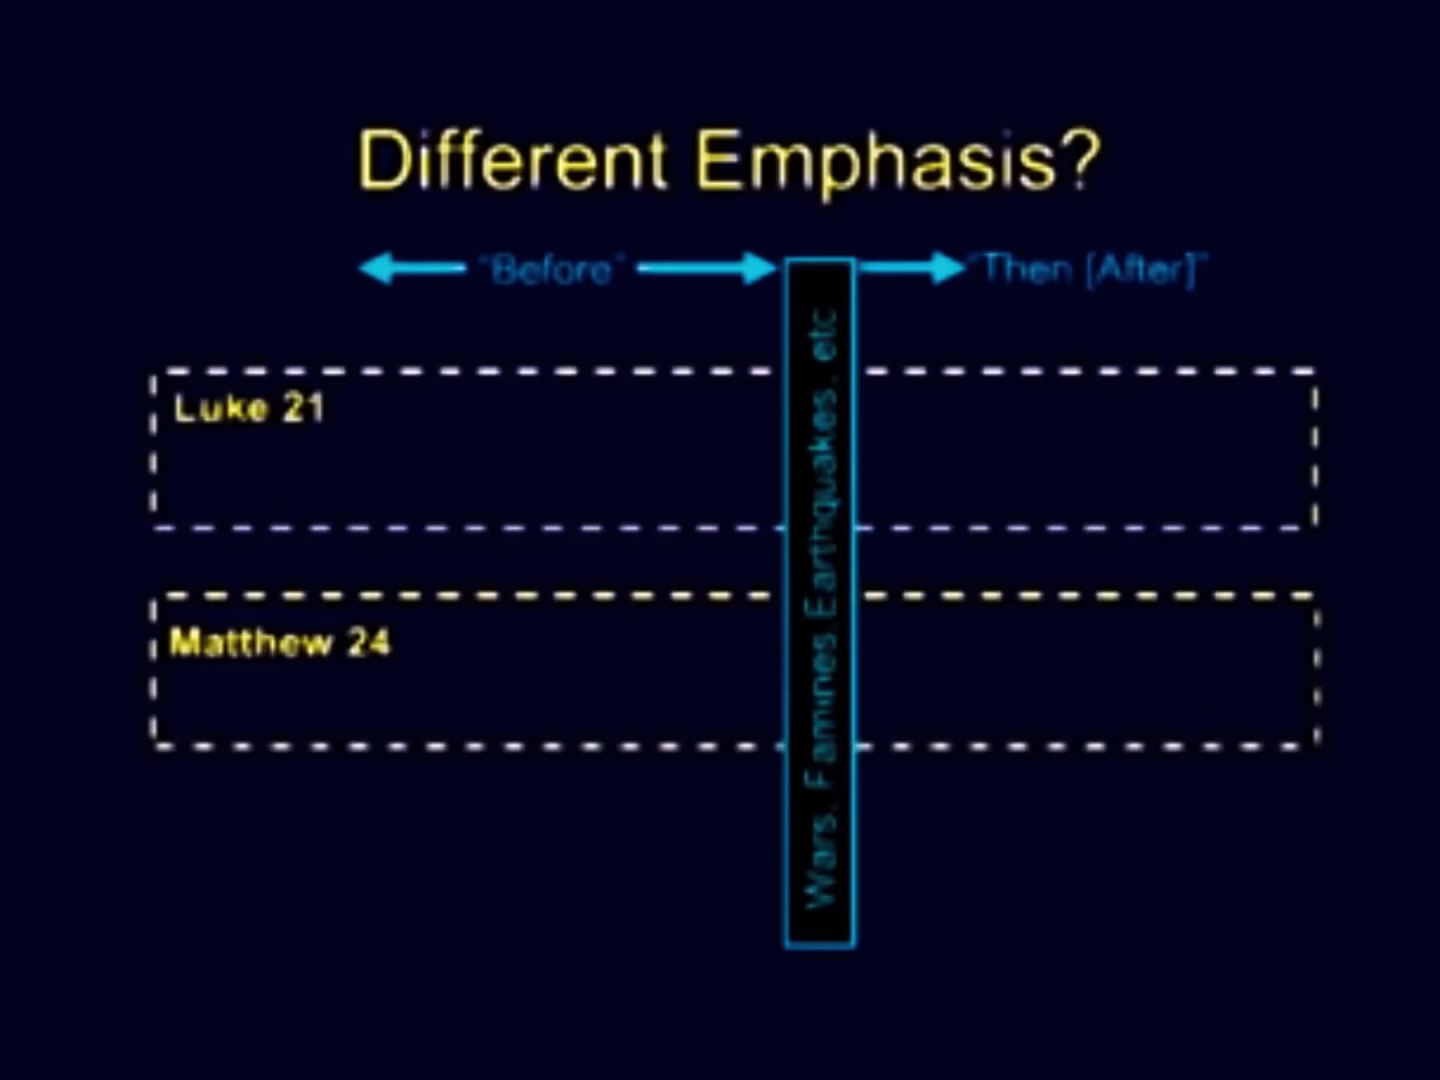 Different Emphasis?
"Before" "Then [After]"
Luke 21
Matthew 24
Wars, Famines Earthquakes, etc